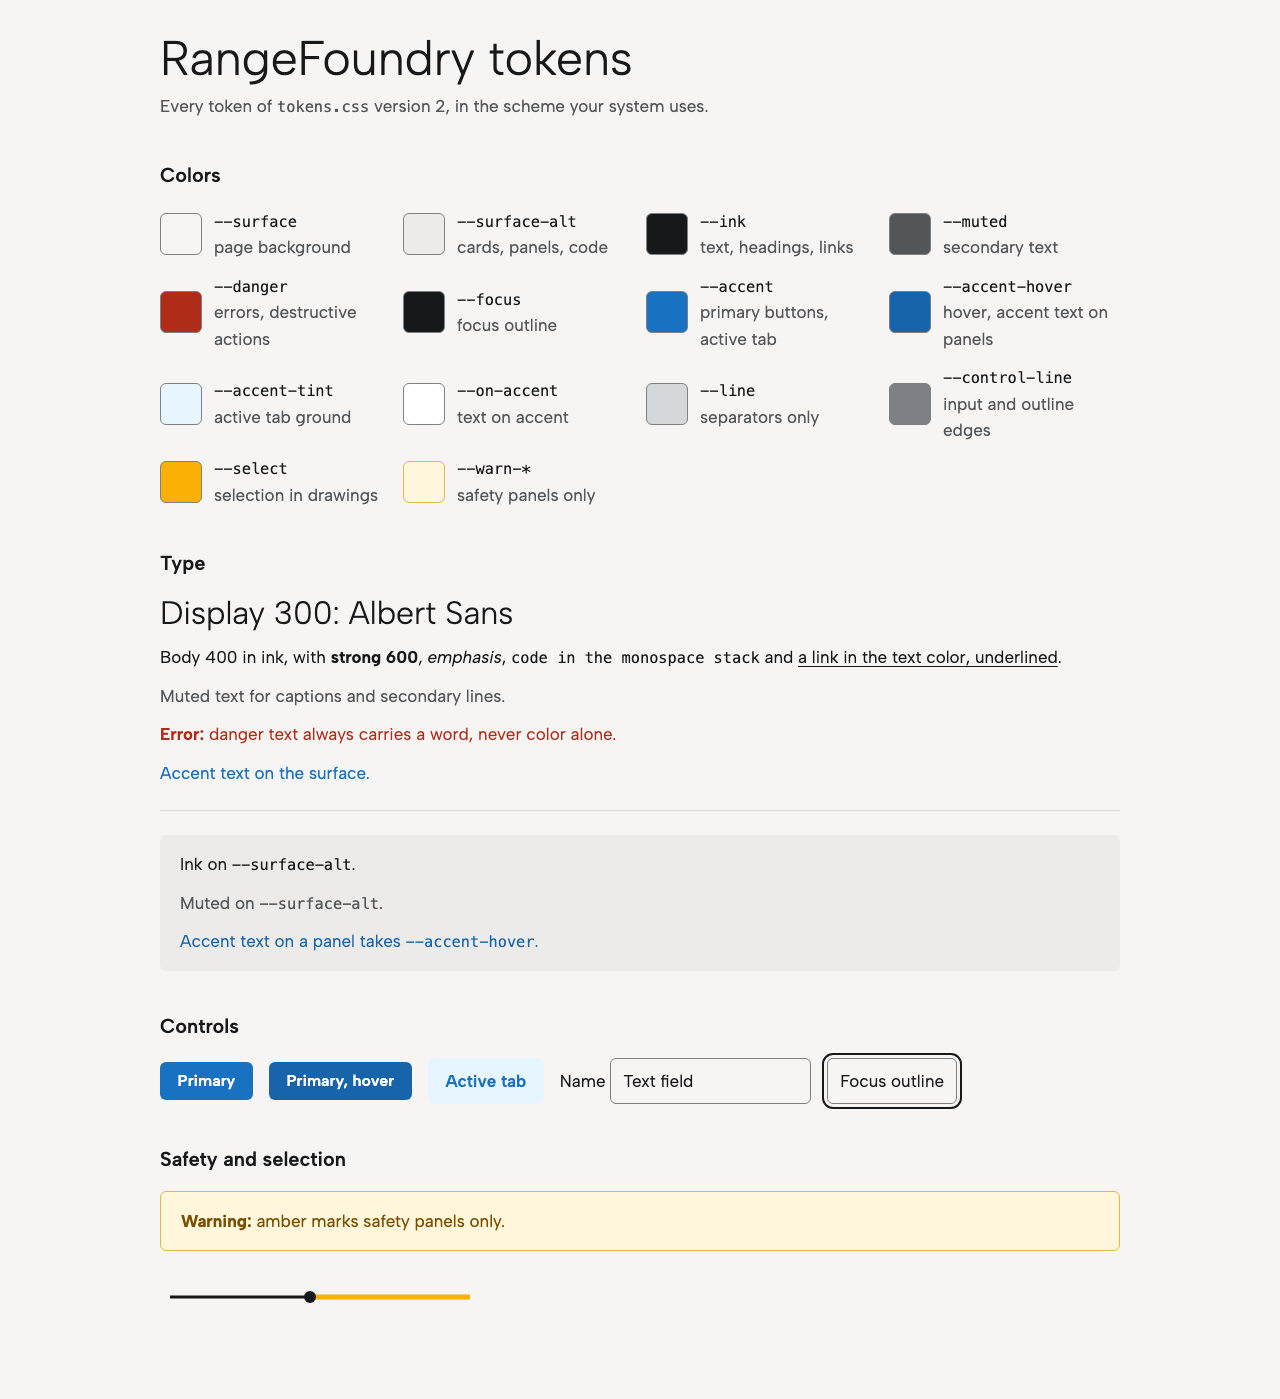 RangeFoundry tokens
Every token of tokens.css version 2, in the scheme your system uses.
Colors
--surface
page background
--surface-alt
cards, panels, code
--ink
text, headings, links
--muted
secondary text
--danger
errors, destructive
actions
--focus
focus outline
--accent
primary buttons,
active tab
--accent-hover
hover, accent text on
panels
--accent-tint
active tab ground
--on-accent
text on accent
--line
separators only
--control-line
input and outline
edges
--select
selection in drawings
--warn-*
safety panels only
Type
Display 300: Albert Sans
Body 400 in ink, with strong 600, emphasis, code in the monospace stack and a link in the text color, underlined.
Muted text for captions and secondary lines.
Error: danger text always carries a word, never color alone.
Accent text on the surface.
Ink on --surface-alt.
Muted on --surface-alt.
Accent text on a panel takes --accent-hover.
Controls
Primary
Primary, hover
Active tab
Name
Text field
Focus outline
Safety and selection
Warning: amber marks safety panels only.